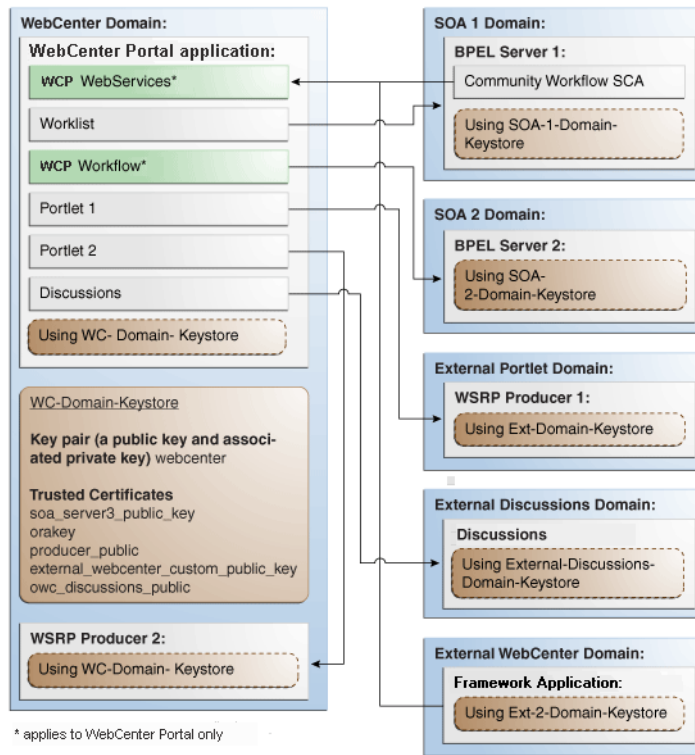 WebCenter Domain:
WebCenter Portal application:
WCP WebServices*
Worklist
WCP Workflow*
Portlet 1
Portlet 2
Discussions
Using WC- Domain- Keystore
WC-Domain-Keystore
Key pair (a public key and associ-
ated private key) webcenter
Trusted Certificates
soa_server3_public_key
orakey
producer_public
external_webcenter_custom_public_key
owc_discussions_public
WSRP Producer 2:
Using WC-Domain- Keystore
* applies to WebCenter Portal only
SOA 1 Domain:
BPEL Server 1:
Community Workflow SCA
Using SOA-1-Domain-
Keystore
SOA 2 Domain:
BPEL Server 2:
Using SOA-
2-Domain-Keystore
External Portlet Domain:
WSRP Producer 1:
Using Ext-Domain-Keystore
External Discussions Domain:
Discussions
Using External-Discussions-
Domain-Keystore
External WebCenter Domain:
Framework Application:
Using Ext-2-Domain-Keystore